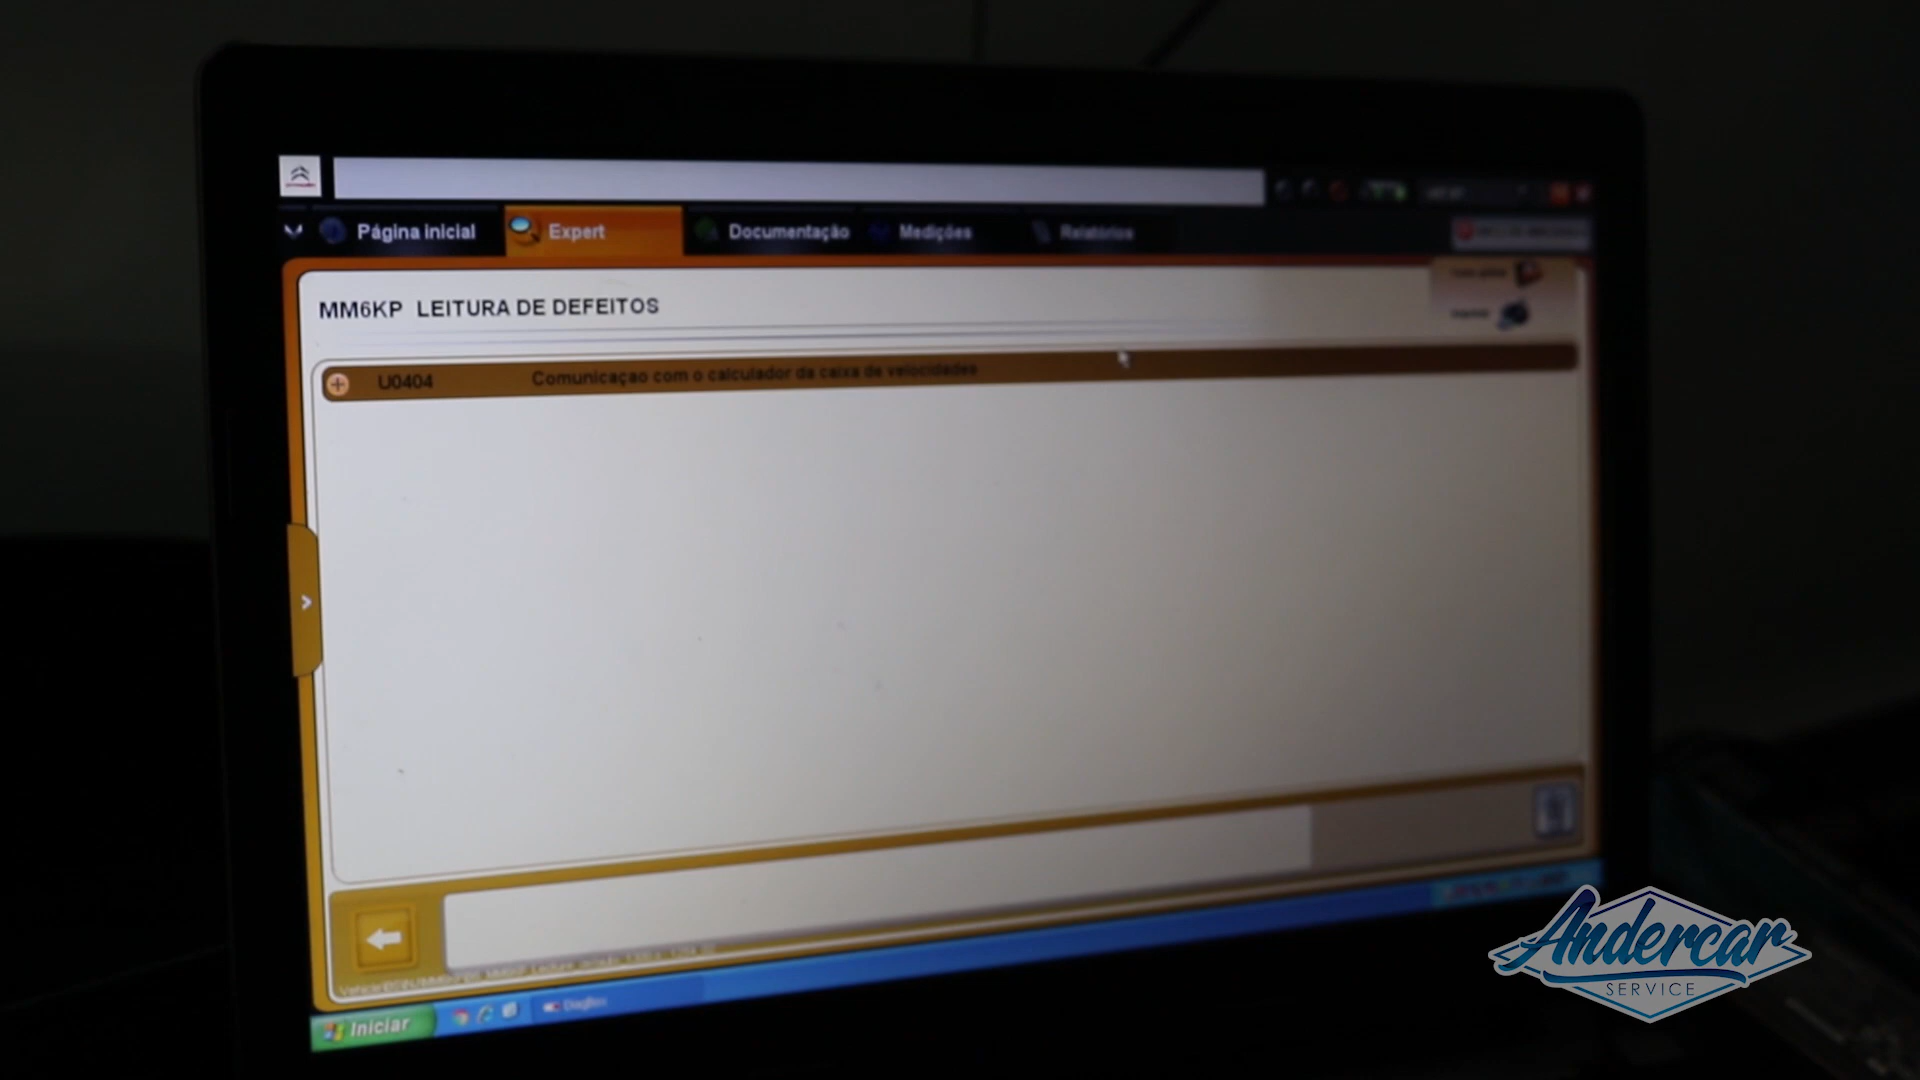 Página inicial
Expert
Documentação
Medições
Relatórios
MM6KP LEITURA DE DEFEITOS
U0404
Comunicaçao com o calculador da caixa de velocidades
Iniciar
DiagBox
Andercar
SERVICE